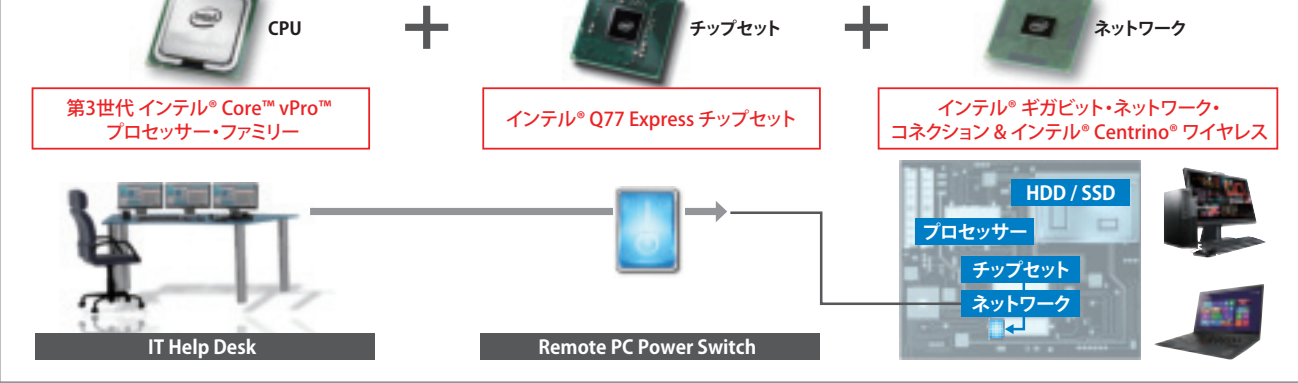 CPU
チップセット
ネットワーク
第3世代 インテル® Core™ vPro™
プロセッサー・ファミリー
インテル® Q77 Express チップセット
インテル® ギガビット・ネットワーク・
コネクション & インテル® Centrino® ワイヤレス
HDD / SSD
プロセッサー
チップセット
ネットワーク
IT Help Desk
Remote PC Power Switch